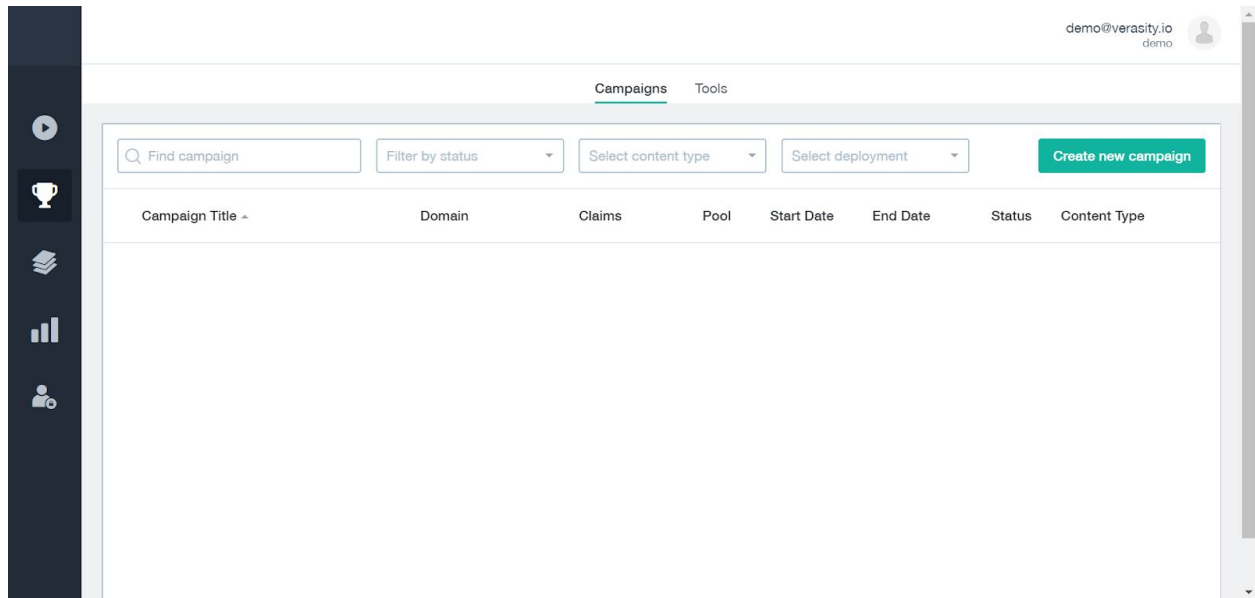 demo@verasity.io
demo
Campaigns Tools
Find campaign Filter by status Select content type Select deployment Create new campaign
Campaign Title Domain Claims Pool Start Date End Date Status Content Type